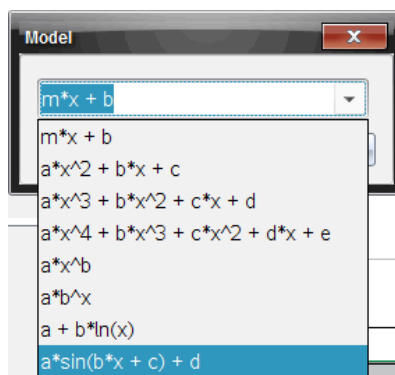 Model
m*x + b
m*x + b
a*x^2 + b*x + c
a*x^3 + b*x^2 + c*x + d
a*x^4 + b*x^3 + c*x^2 + d*x + e
a*x^b
a*b^x
a + b*ln(x)
a*sin(b*x + c) + d